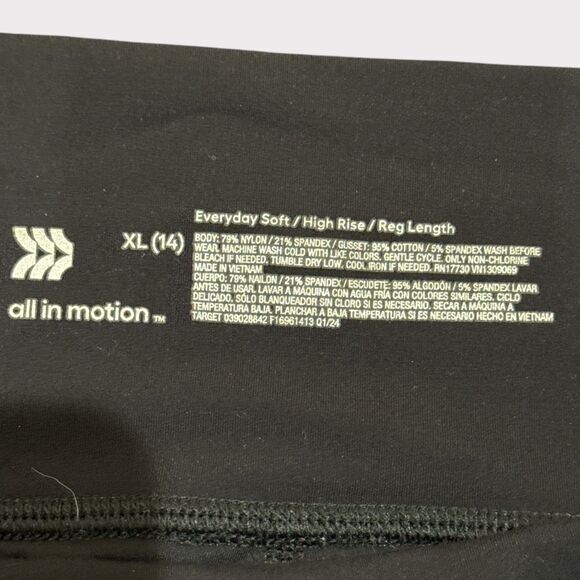 Everyday Soft / High Rise / Reg Length
XL (14)
BODY: 79% NYLON / 21% SPANDEX / GUSSET: 95% COTTON / 5% SPANDEX WASH BEFORE
WEAR. MACHINE WASH COLD WITH LIKE COLORS. GENTLE CYCLE. ONLY NON-CHLORINE
BLEACH IF NEEDED. TUMBLE DRY LOW. COOL IRON IF NEEDED. RN17730 VN1309069
MADE IN VIETNAM
CUERPO: 79% NAILON / 21% SPANDEX / ESCUDETE: 95% ALGODÓN / 5% SPANDEX LAVAR
ANTES DE USAR. LAVAR A MÁQUINA CON AGUA FRÍA CON COLORES SIMILARES. CICLO
DELICADO. SÓLO BLANQUEADOR SIN CLORO SI ES NECESARIO. SECAR A MÁQUINA A
TEMPERATURA BAJA. PLANCHAR A BAJA TEMPERATURA SI ES NECESARIO HECHO EN VIETNAM
TARGET 039028842 F16961413 Q1/24
all in motion ™